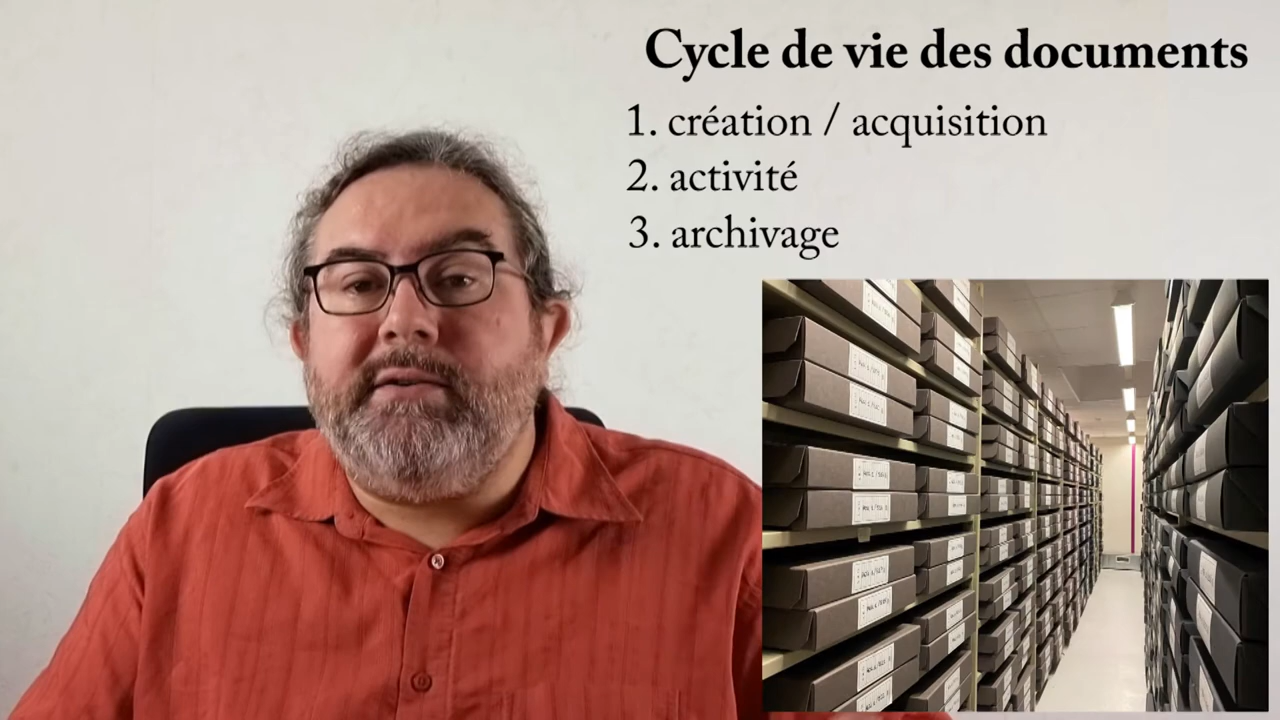 Cycle de vie des documents
1. création / acquisition
2. activité
3. archivage